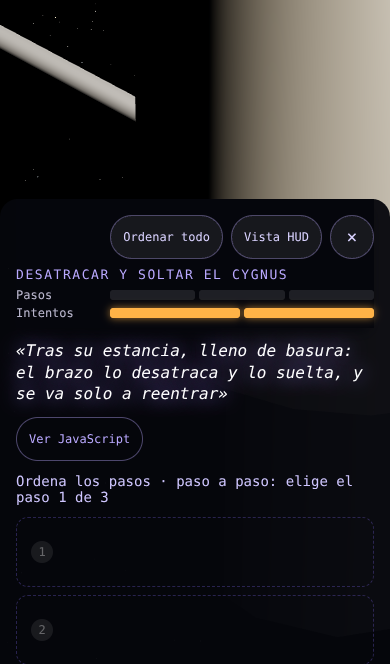 Ordenar todo
Vista HUD
×
DESATRACAR Y SOLTAR EL CYGNUS
Pasos
Intentos
«Tras su estancia, lleno de basura:
el brazo lo desatraca y lo suelta, y
se va solo a reentrar»
Ver JavaScript
Ordena los pasos · paso a paso: elige el
paso 1 de 3
1
2